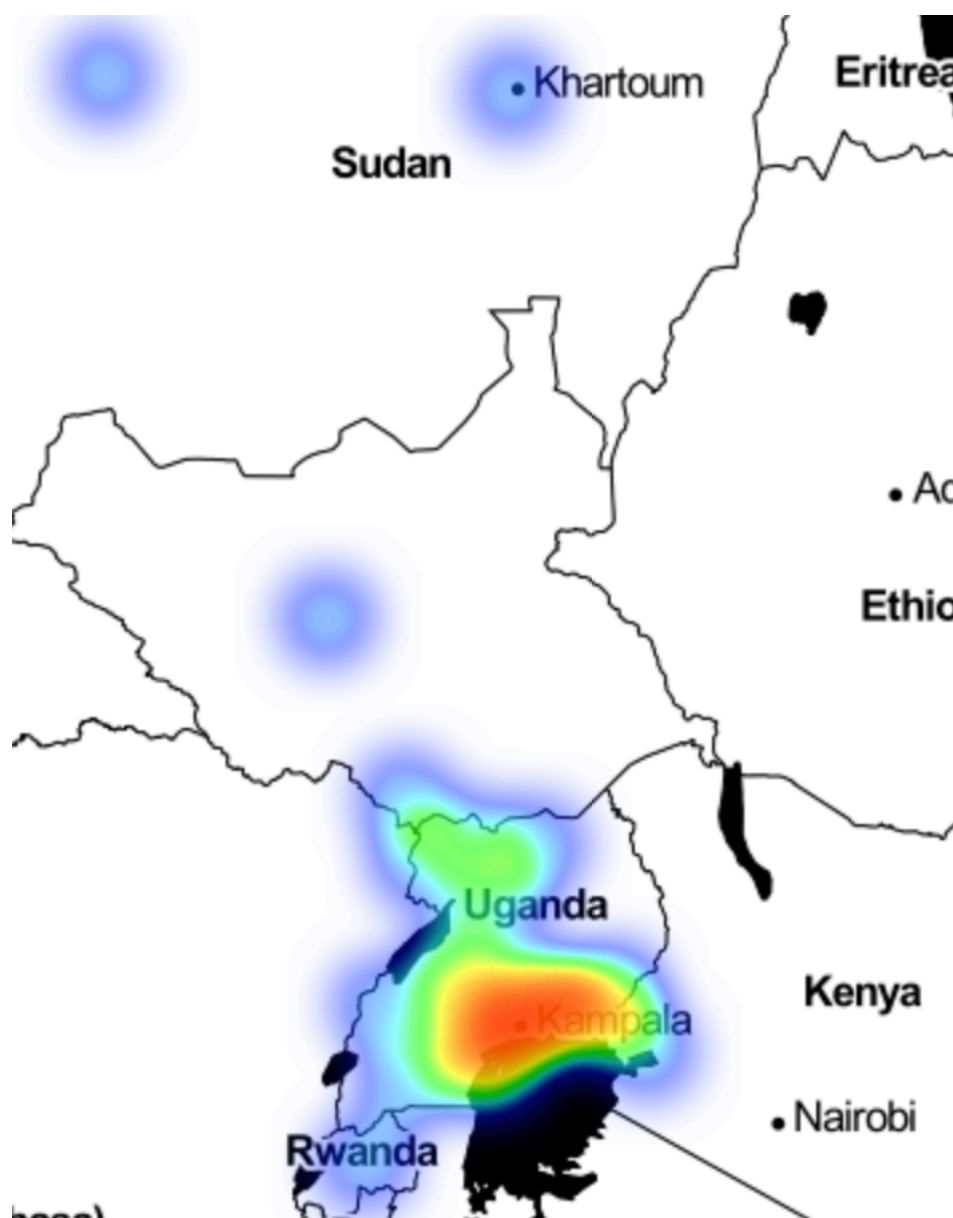 Khartoum
Eritrea
Sudan
Ethio
Uganda
Kenya
Kampala
Nairobi
Rwanda